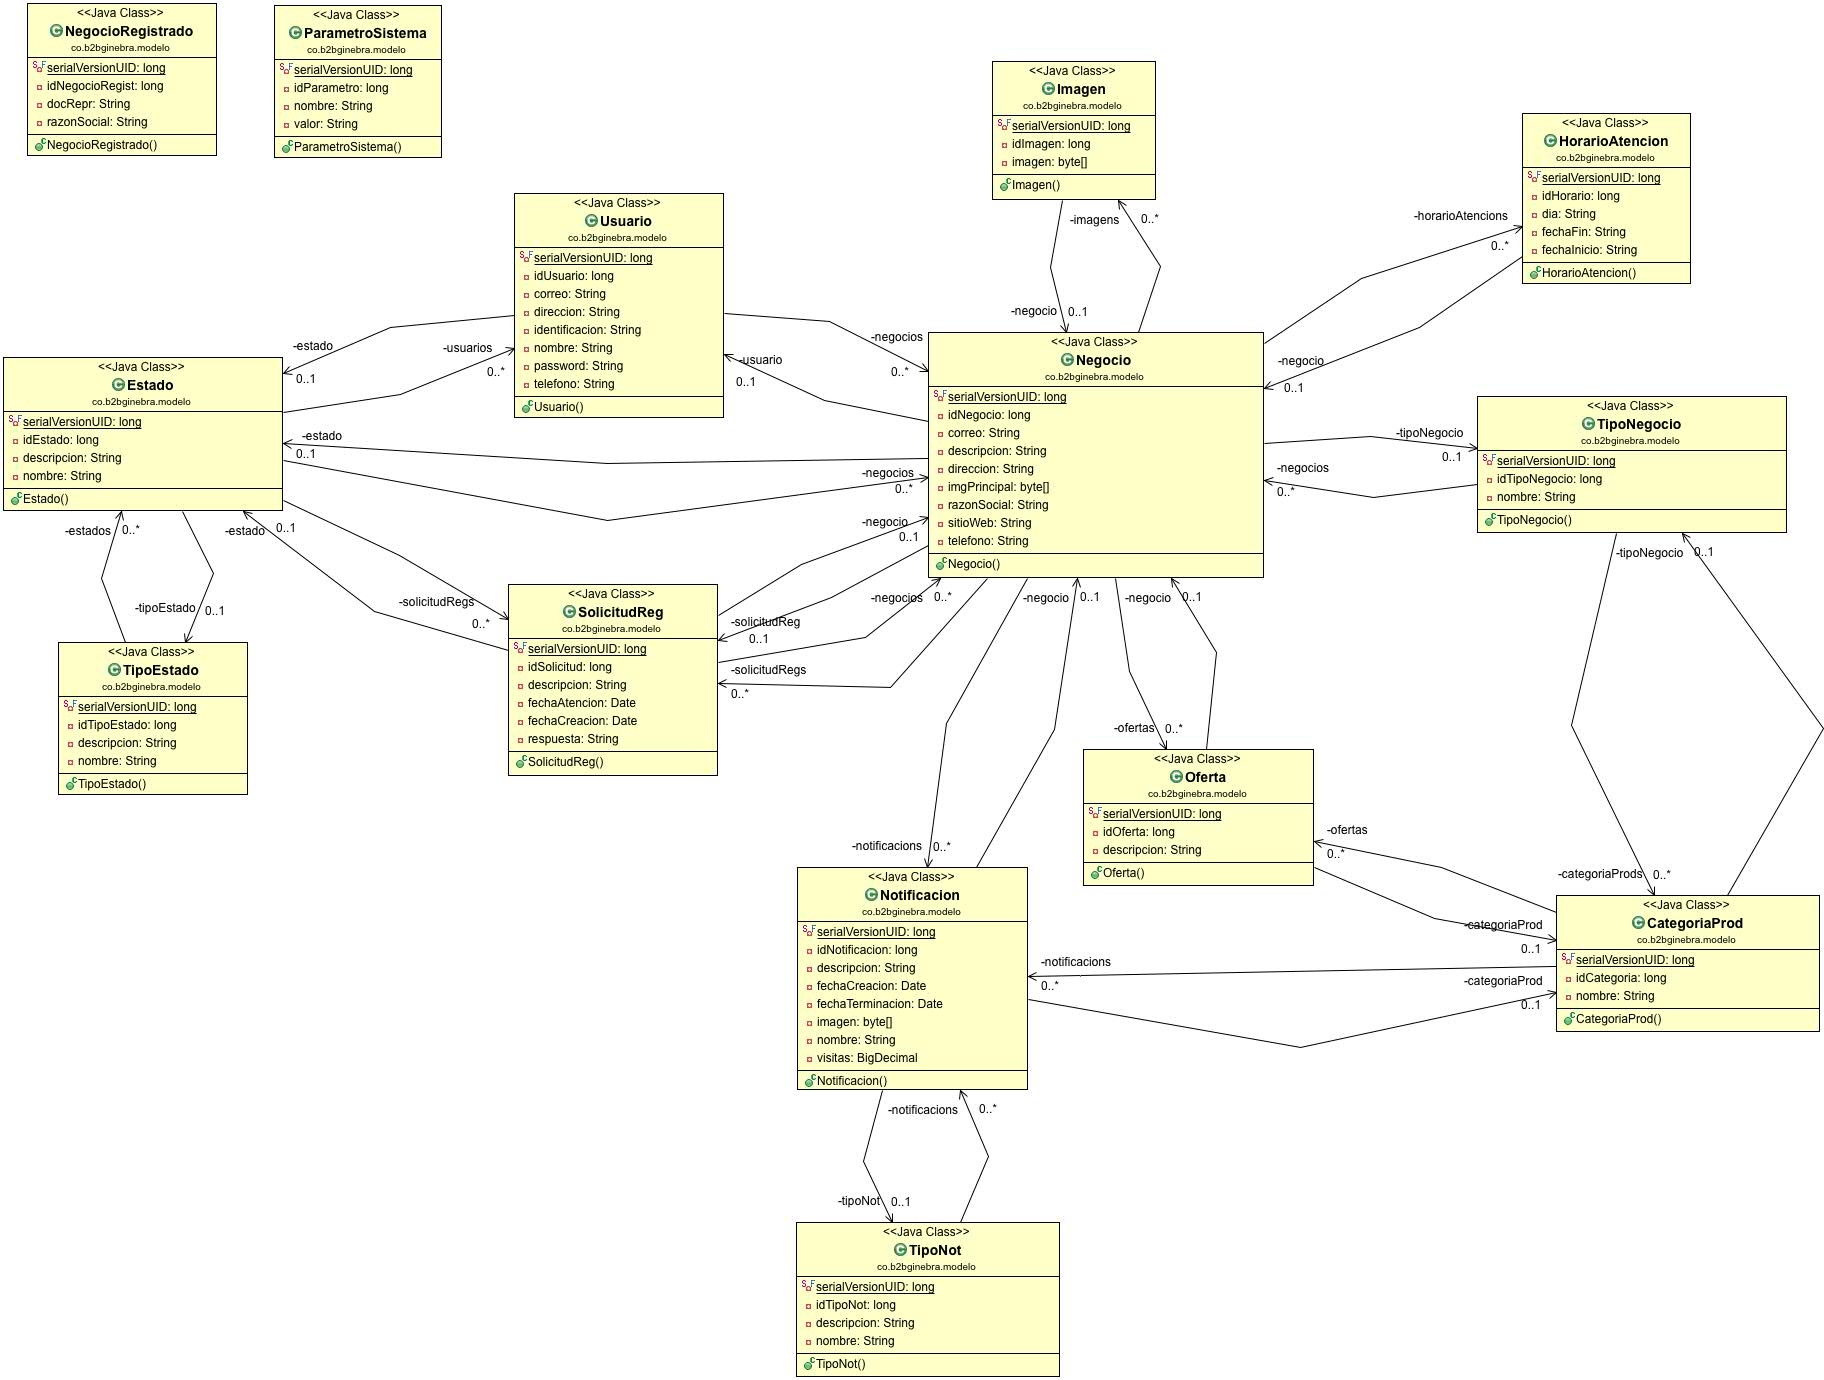 <<Java Class>>
NegocioRegistrado
co.b2bginebra.modelo
serialVersionUID: long
idNegocioRegist: long
docRepr: String
razonSocial: String
NegocioRegistrado()
<<Java Class>>
ParametroSistema
co.b2bginebra.modelo
serialVersionUID: long
idParametro: long
nombre: String
valor: String
ParametroSistema()
<<Java Class>>
Imagen
co.b2bginebra.modelo
serialVersionUID: long
idImagen: long
imagen: byte[]
Imagen()
-imagens
0..*
-negocio
0..1
<<Java Class>>
HorarioAtencion
co.b2bginebra.modelo
serialVersionUID: long
idHorario: long
dia: String
fechaFin: String
fechaInicio: String
HorarioAtencion()
-horarioAtencions
0..*
-negocio
0..1
<<Java Class>>
Usuario
co.b2bginebra.modelo
serialVersionUID: long
idUsuario: long
correo: String
direccion: String
identificacion: String
nombre: String
password: String
telefono: String
Usuario()
-estado
0..1
-usuarios
0..*
-negocios
0..*
-usuario
0..1
<<Java Class>>
Estado
co.b2bginebra.modelo
serialVersionUID: long
idEstado: long
descripcion: String
nombre: String
Estado()
-estado
0..1
-negocios
0..*
<<Java Class>>
Negocio
co.b2bginebra.modelo
serialVersionUID: long
idNegocio: long
correo: String
descripcion: String
direccion: String
imgPrincipal: byte[]
razonSocial: String
sitioWeb: String
telefono: String
Negocio()
-tipoNegocio
0..1
-negocios
0..*
<<Java Class>>
TipoNegocio
co.b2bginebra.modelo
serialVersionUID: long
idTipoNegocio: long
nombre: String
TipoNegocio()
-tipoNegocio
0..1
-estados
0..*
-tipoEstado
0..1
-estado
0..1
-solicitudRegs
0..*
<<Java Class>>
TipoEstado
co.b2bginebra.modelo
serialVersionUID: long
idTipoEstado: long
descripcion: String
nombre: String
TipoEstado()
<<Java Class>>
SolicitudReg
co.b2bginebra.modelo
serialVersionUID: long
idSolicitud: long
descripcion: String
fechaAtencion: Date
fechaCreacion: Date
respuesta: String
SolicitudReg()
-negocio
0..1
-solicitudReg
0..1
-negocios
0..*
-solicitudRegs
0..*
-negocio
0..1
-negocio
0..1
-ofertas
0..*
<<Java Class>>
Oferta
co.b2bginebra.modelo
serialVersionUID: long
idOferta: long
descripcion: String
Oferta()
-ofertas
0..*
-categoriaProd
0..1
-categoriaProds
0..*
<<Java Class>>
CategoriaProd
co.b2bginebra.modelo
serialVersionUID: long
idCategoria: long
nombre: String
CategoriaProd()
-notificacions
0..*
<<Java Class>>
Notificacion
co.b2bginebra.modelo
serialVersionUID: long
idNotificacion: long
descripcion: String
fechaCreacion: Date
fechaTerminacion: Date
imagen: byte[]
nombre: String
visitas: BigDecimal
Notificacion()
-notificacions
0..*
-categoriaProd
0..1
-notificacions
0..*
-tipoNot
0..1
<<Java Class>>
TipoNot
co.b2bginebra.modelo
serialVersionUID: long
idTipoNot: long
descripcion: String
nombre: String
TipoNot()